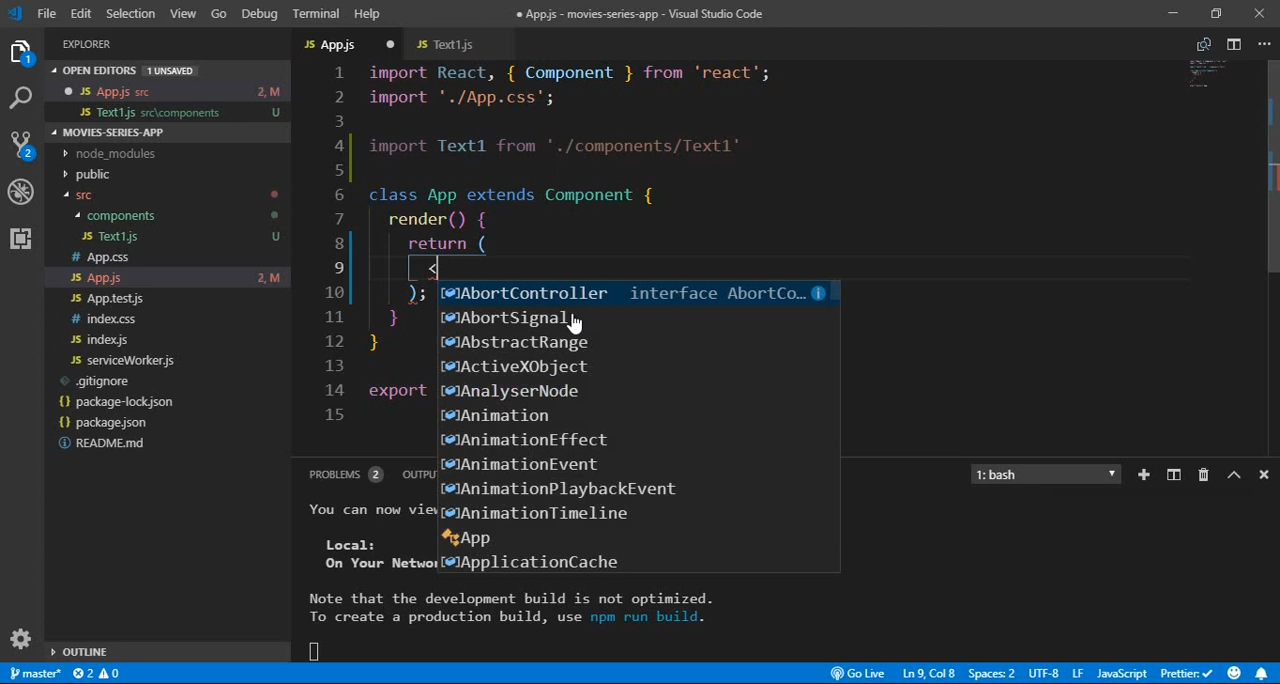 File Edit Selection View Go Debug Terminal Help
● App.js - movies-series-app - Visual Studio Code
EXPLORER
JS App.js ●
JS Text1.js
OPEN EDITORS 1 UNSAVED
● JS App.js src 2, M
JS Text1.js src\components U
MOVIES-SERIES-APP
node_modules
public
src
components
JS Text1.js U
# App.css
JS App.js 2, M
JS App.test.js
# index.css
JS index.js
JS serviceWorker.js
.gitignore
{} package-lock.json
{} package.json
README.md
OUTLINE
1 import React, { Component } from 'react';
2 import './App.css';
3
4 import Text1 from './components/Text1'
5
6 class App extends Component {
7 render() {
8 return (
9 <
10 );
11 }
12 }
13
14 export
15
AbortController interface AbortCo...
AbortSignal
AbstractRange
ActiveXObject
AnalyserNode
Animation
AnimationEffect
AnimationEvent
AnimationPlaybackEvent
AnimationTimeline
App
ApplicationCache
PROBLEMS 2 OUTPU
1: bash
You can now view
Local:
On Your Networ
Note that the development build is not optimized.
To create a production build, use npm run build.
master* 2 0
Go Live Ln 9, Col 8 Spaces: 2 UTF-8 LF JavaScript Prettier: ✓
1
2